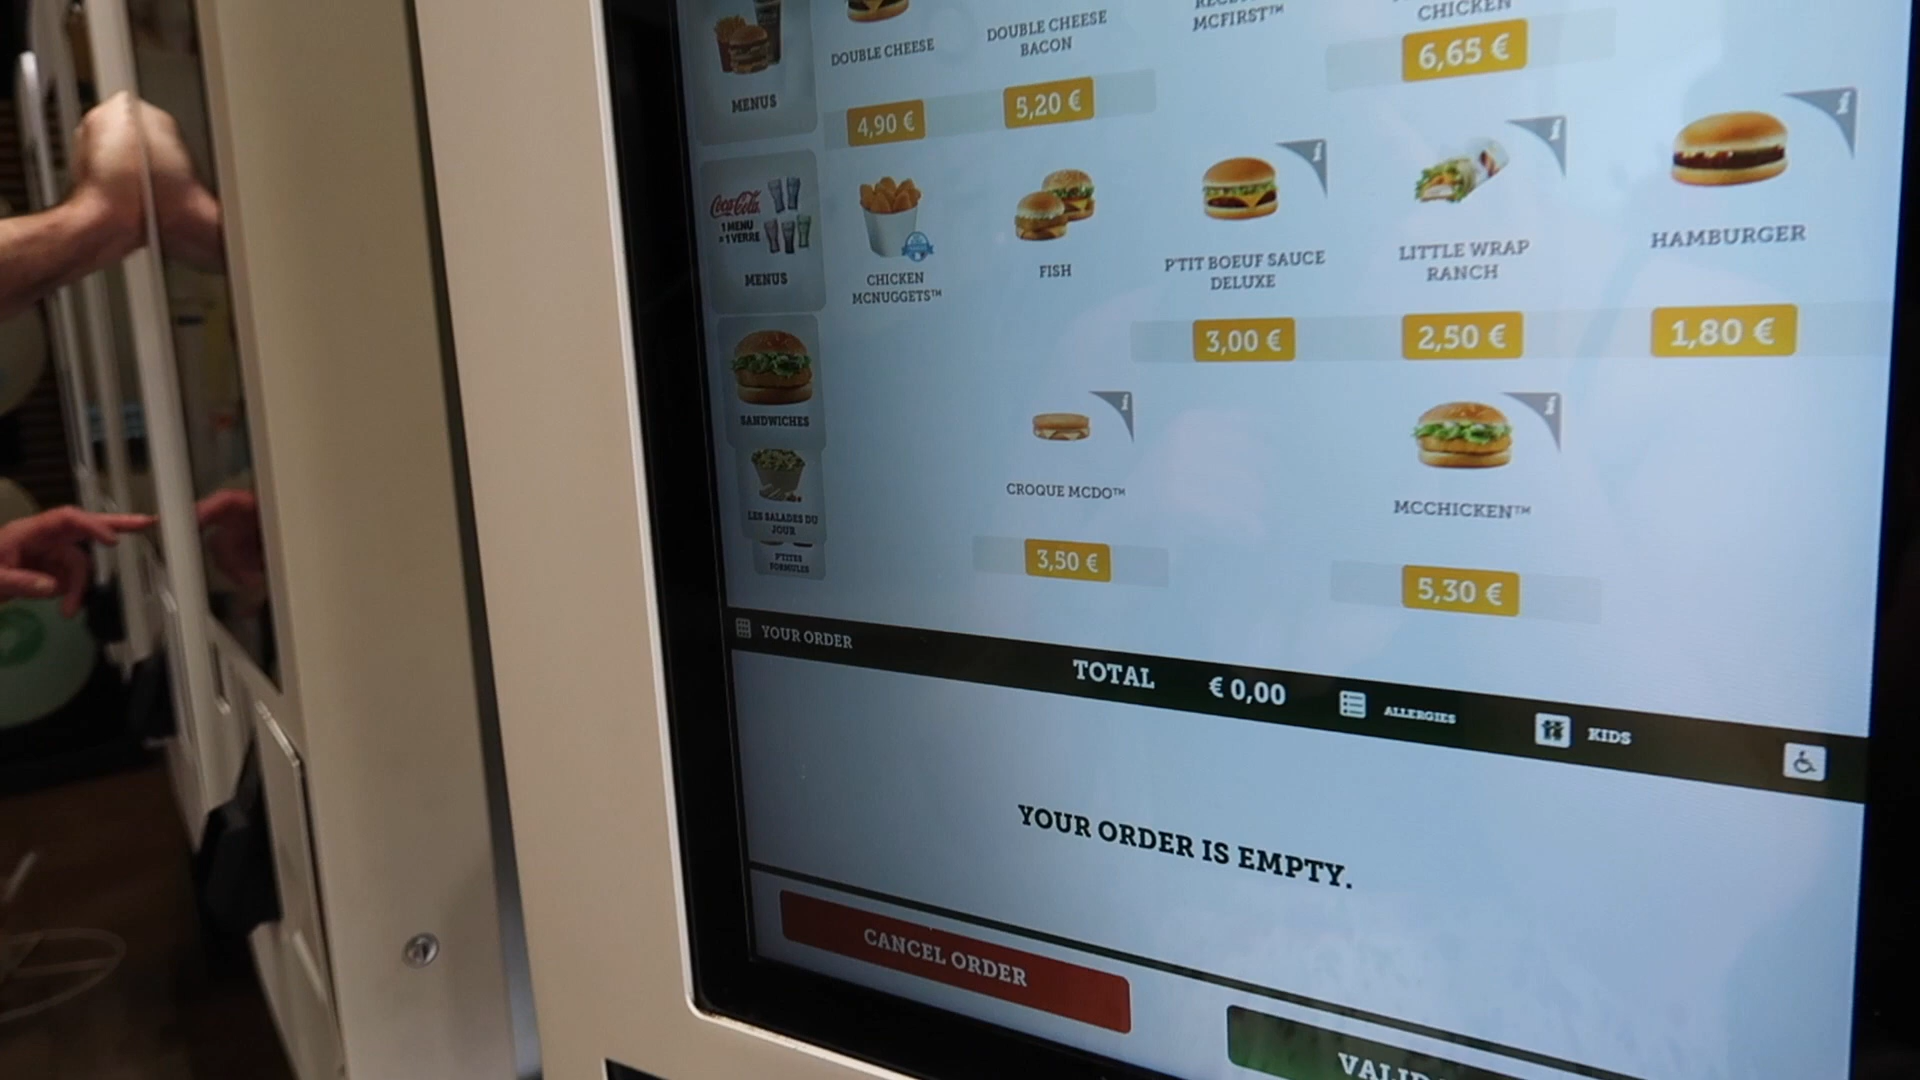 MCFIRST™
CHICKEN
6,65 €
DOUBLE CHEESE
4,90 €
DOUBLE CHEESE
BACON
5,20 €
MENUS
Coca-Cola
1 MENU
=1 VERRE
MENUS
CHICKEN
MCNUGGETS™
FISH
P'TIT BOEUF SAUCE
DELUXE
3,00 €
LITTLE WRAP
RANCH
2,50 €
HAMBURGER
1,80 €
SANDWICHES
LES SALADES DU
JOUR
P'TITES
FORMULES
CROQUE MCDO™
3,50 €
MCCHICKEN™
5,30 €
YOUR ORDER
TOTAL
€ 0,00
ALLERGIES
KIDS
YOUR ORDER IS EMPTY.
CANCEL ORDER